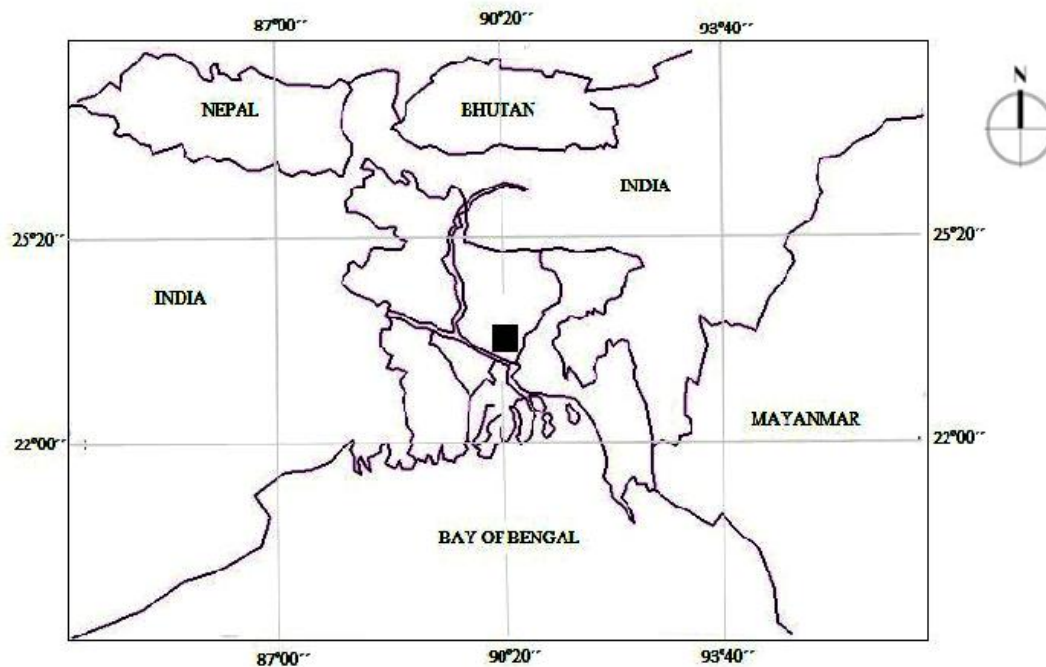 87°00′′ 90°20′′ 93°40′′
N
NEPAL BHUTAN
INDIA
25°20′′ 25°20′′
INDIA
MAYANMAR
22°00′′ 22°00′′
BAY OF BENGAL
87°00′′ 90°20′′ 93°40′′